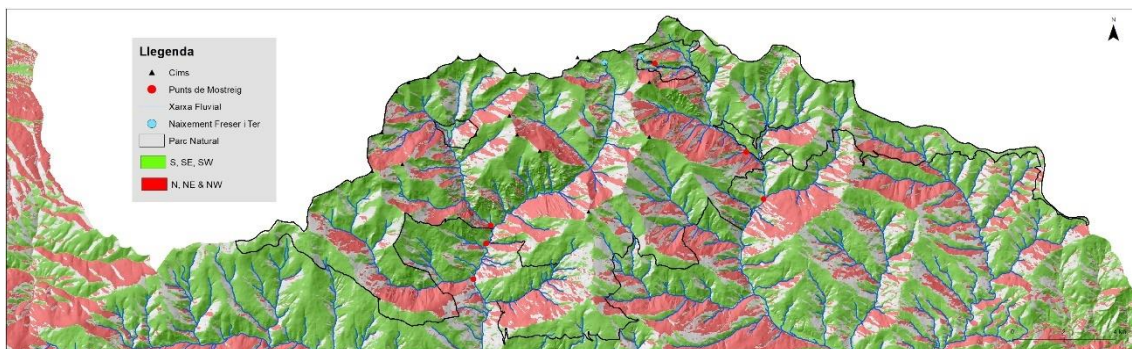 N
Llegenda
Cims
Punts de Mostreig
Xarxa Fluvial
Naixement Freser i Ter
Parc Natural
S, SE, SW
N, NE & NW